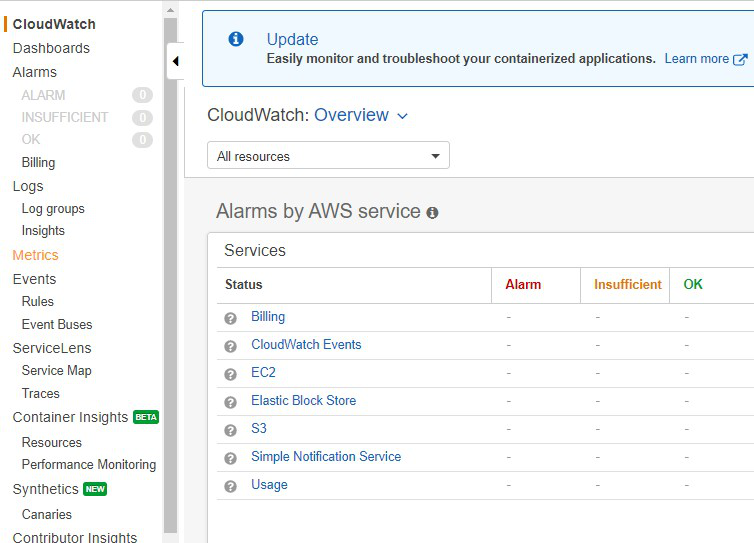 CloudWatch
Dashboards
Alarms
ALARM 0
INSUFFICIENT 0
OK 0
Billing
Logs
Log groups
Insights
Metrics
Events
Rules
Event Buses
ServiceLens
Service Map
Traces
Container Insights BETA
Resources
Performance Monitoring
Synthetics NEW
Canaries
Contributor Insights
Update
Easily monitor and troubleshoot your containerized applications. Learn more
CloudWatch: Overview
All resources
Alarms by AWS service
Services
Status Alarm Insufficient OK
Billing - - -
CloudWatch Events - - -
EC2 - - -
Elastic Block Store - - -
S3 - - -
Simple Notification Service - - -
Usage - - -